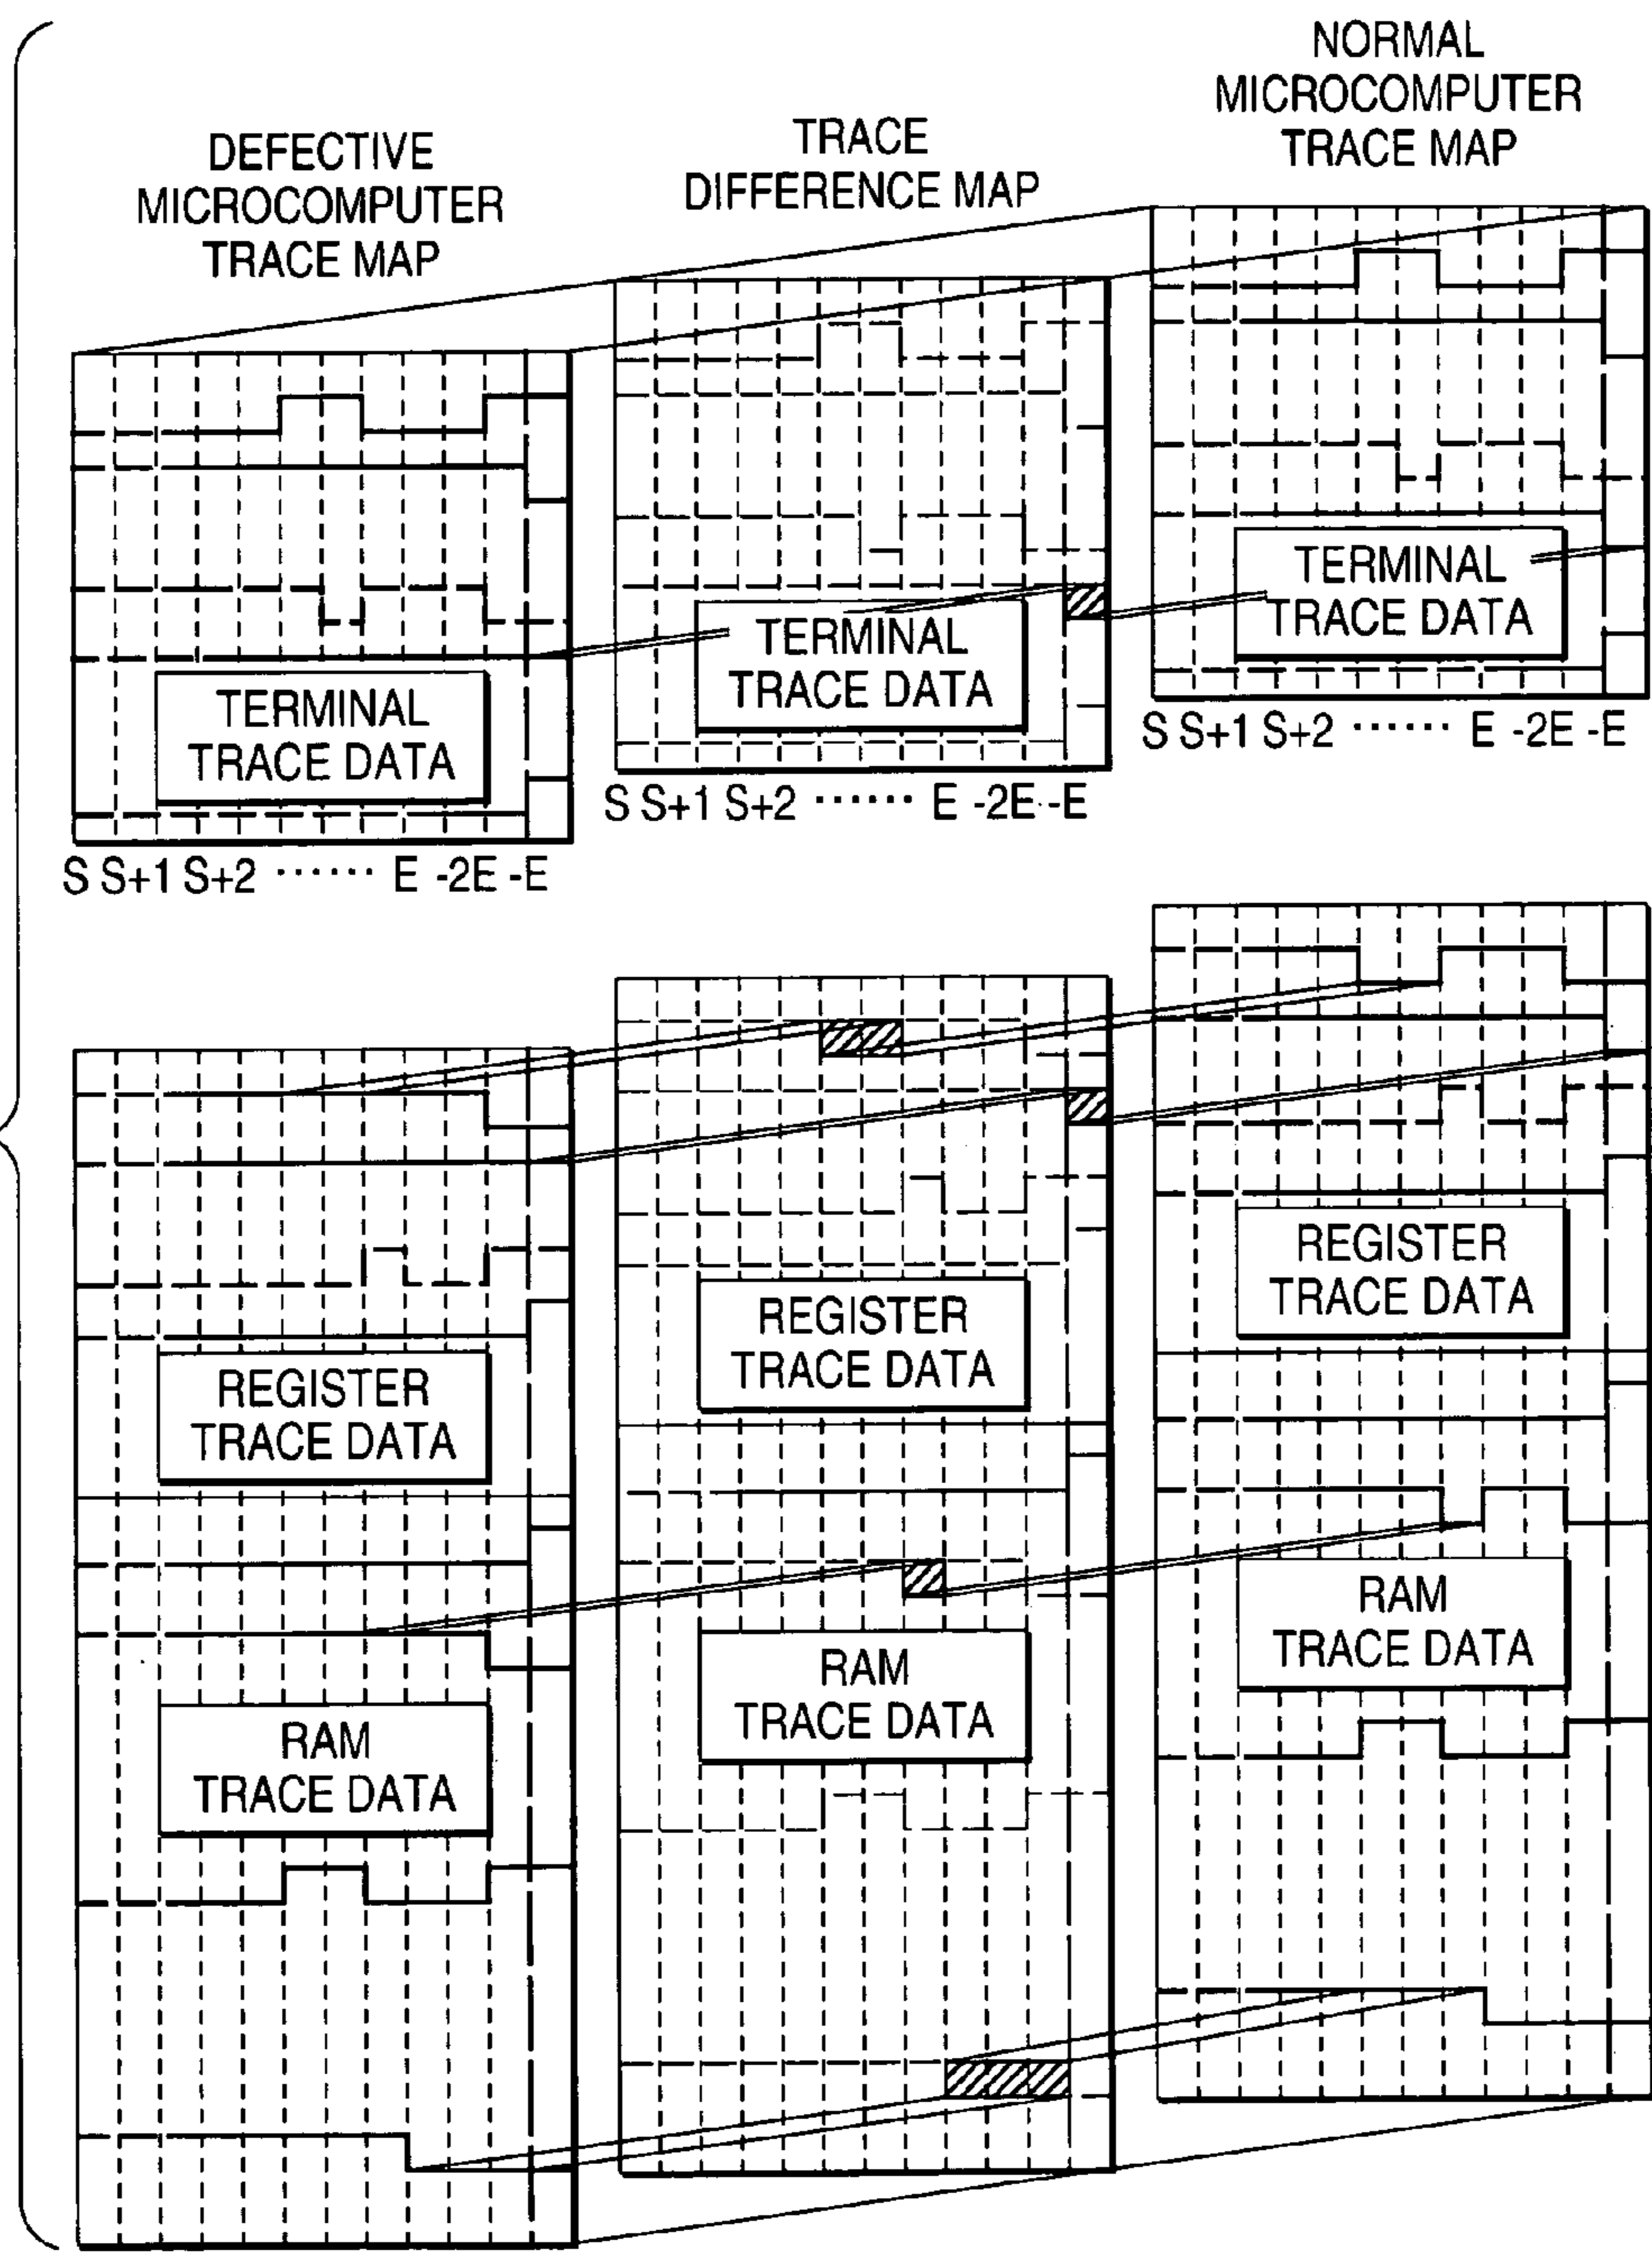 DEFECTIVE
MICROCOMPUTER
TRACE MAP
TRACE
DIFFERENCE MAP
NORMAL
MICROCOMPUTER
TRACE MAP
TERMINAL
TRACE DATA
S S+1 S+2 ······ E -2E -E
TERMINAL
TRACE DATA
S S+1 S+2 ······ E -2E -E
TERMINAL
TRACE DATA
S S+1 S+2 ······ E -2E -E
REGISTER
TRACE DATA
REGISTER
TRACE DATA
REGISTER
TRACE DATA
RAM
TRACE DATA
RAM
TRACE DATA
RAM
TRACE DATA